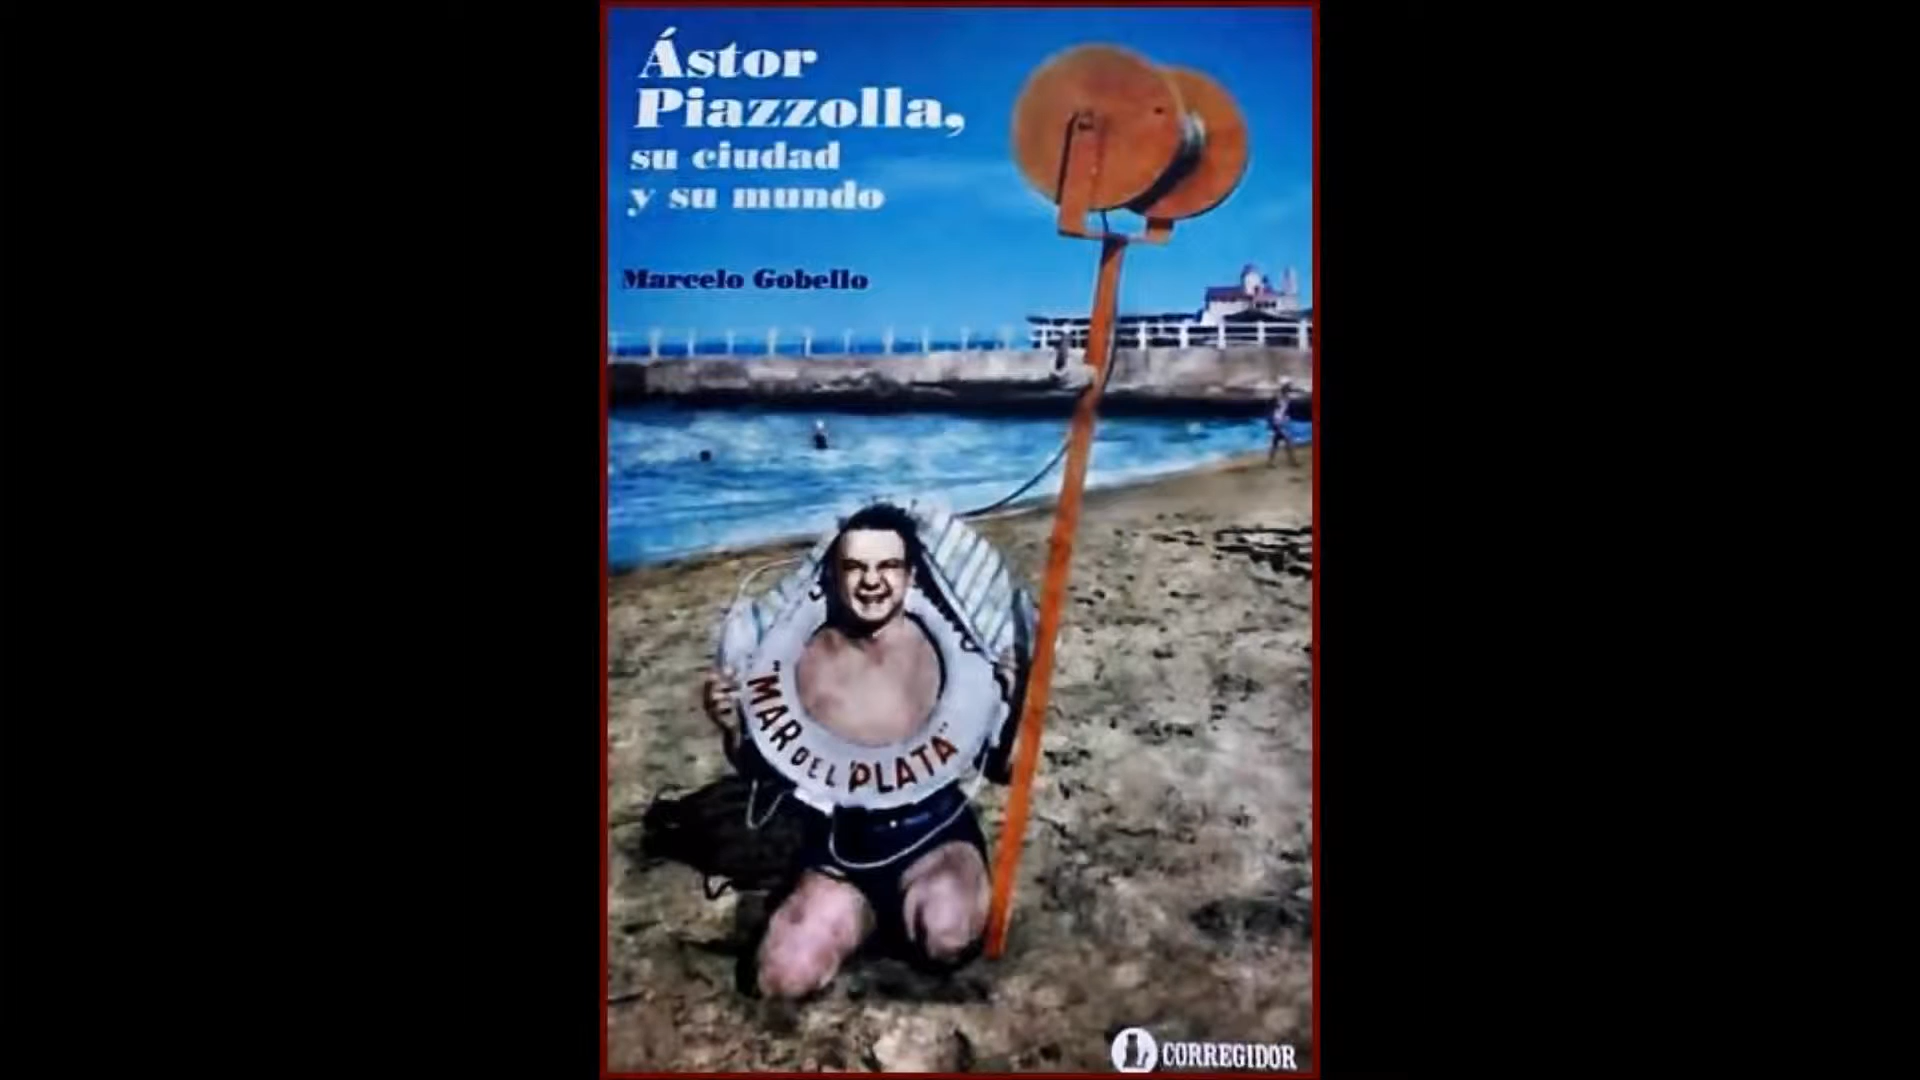 Ástor
Piazzolla,
su ciudad
y su mundo
Marcelo Gobello
"MAR DEL PLATA"
CORREGIDOR